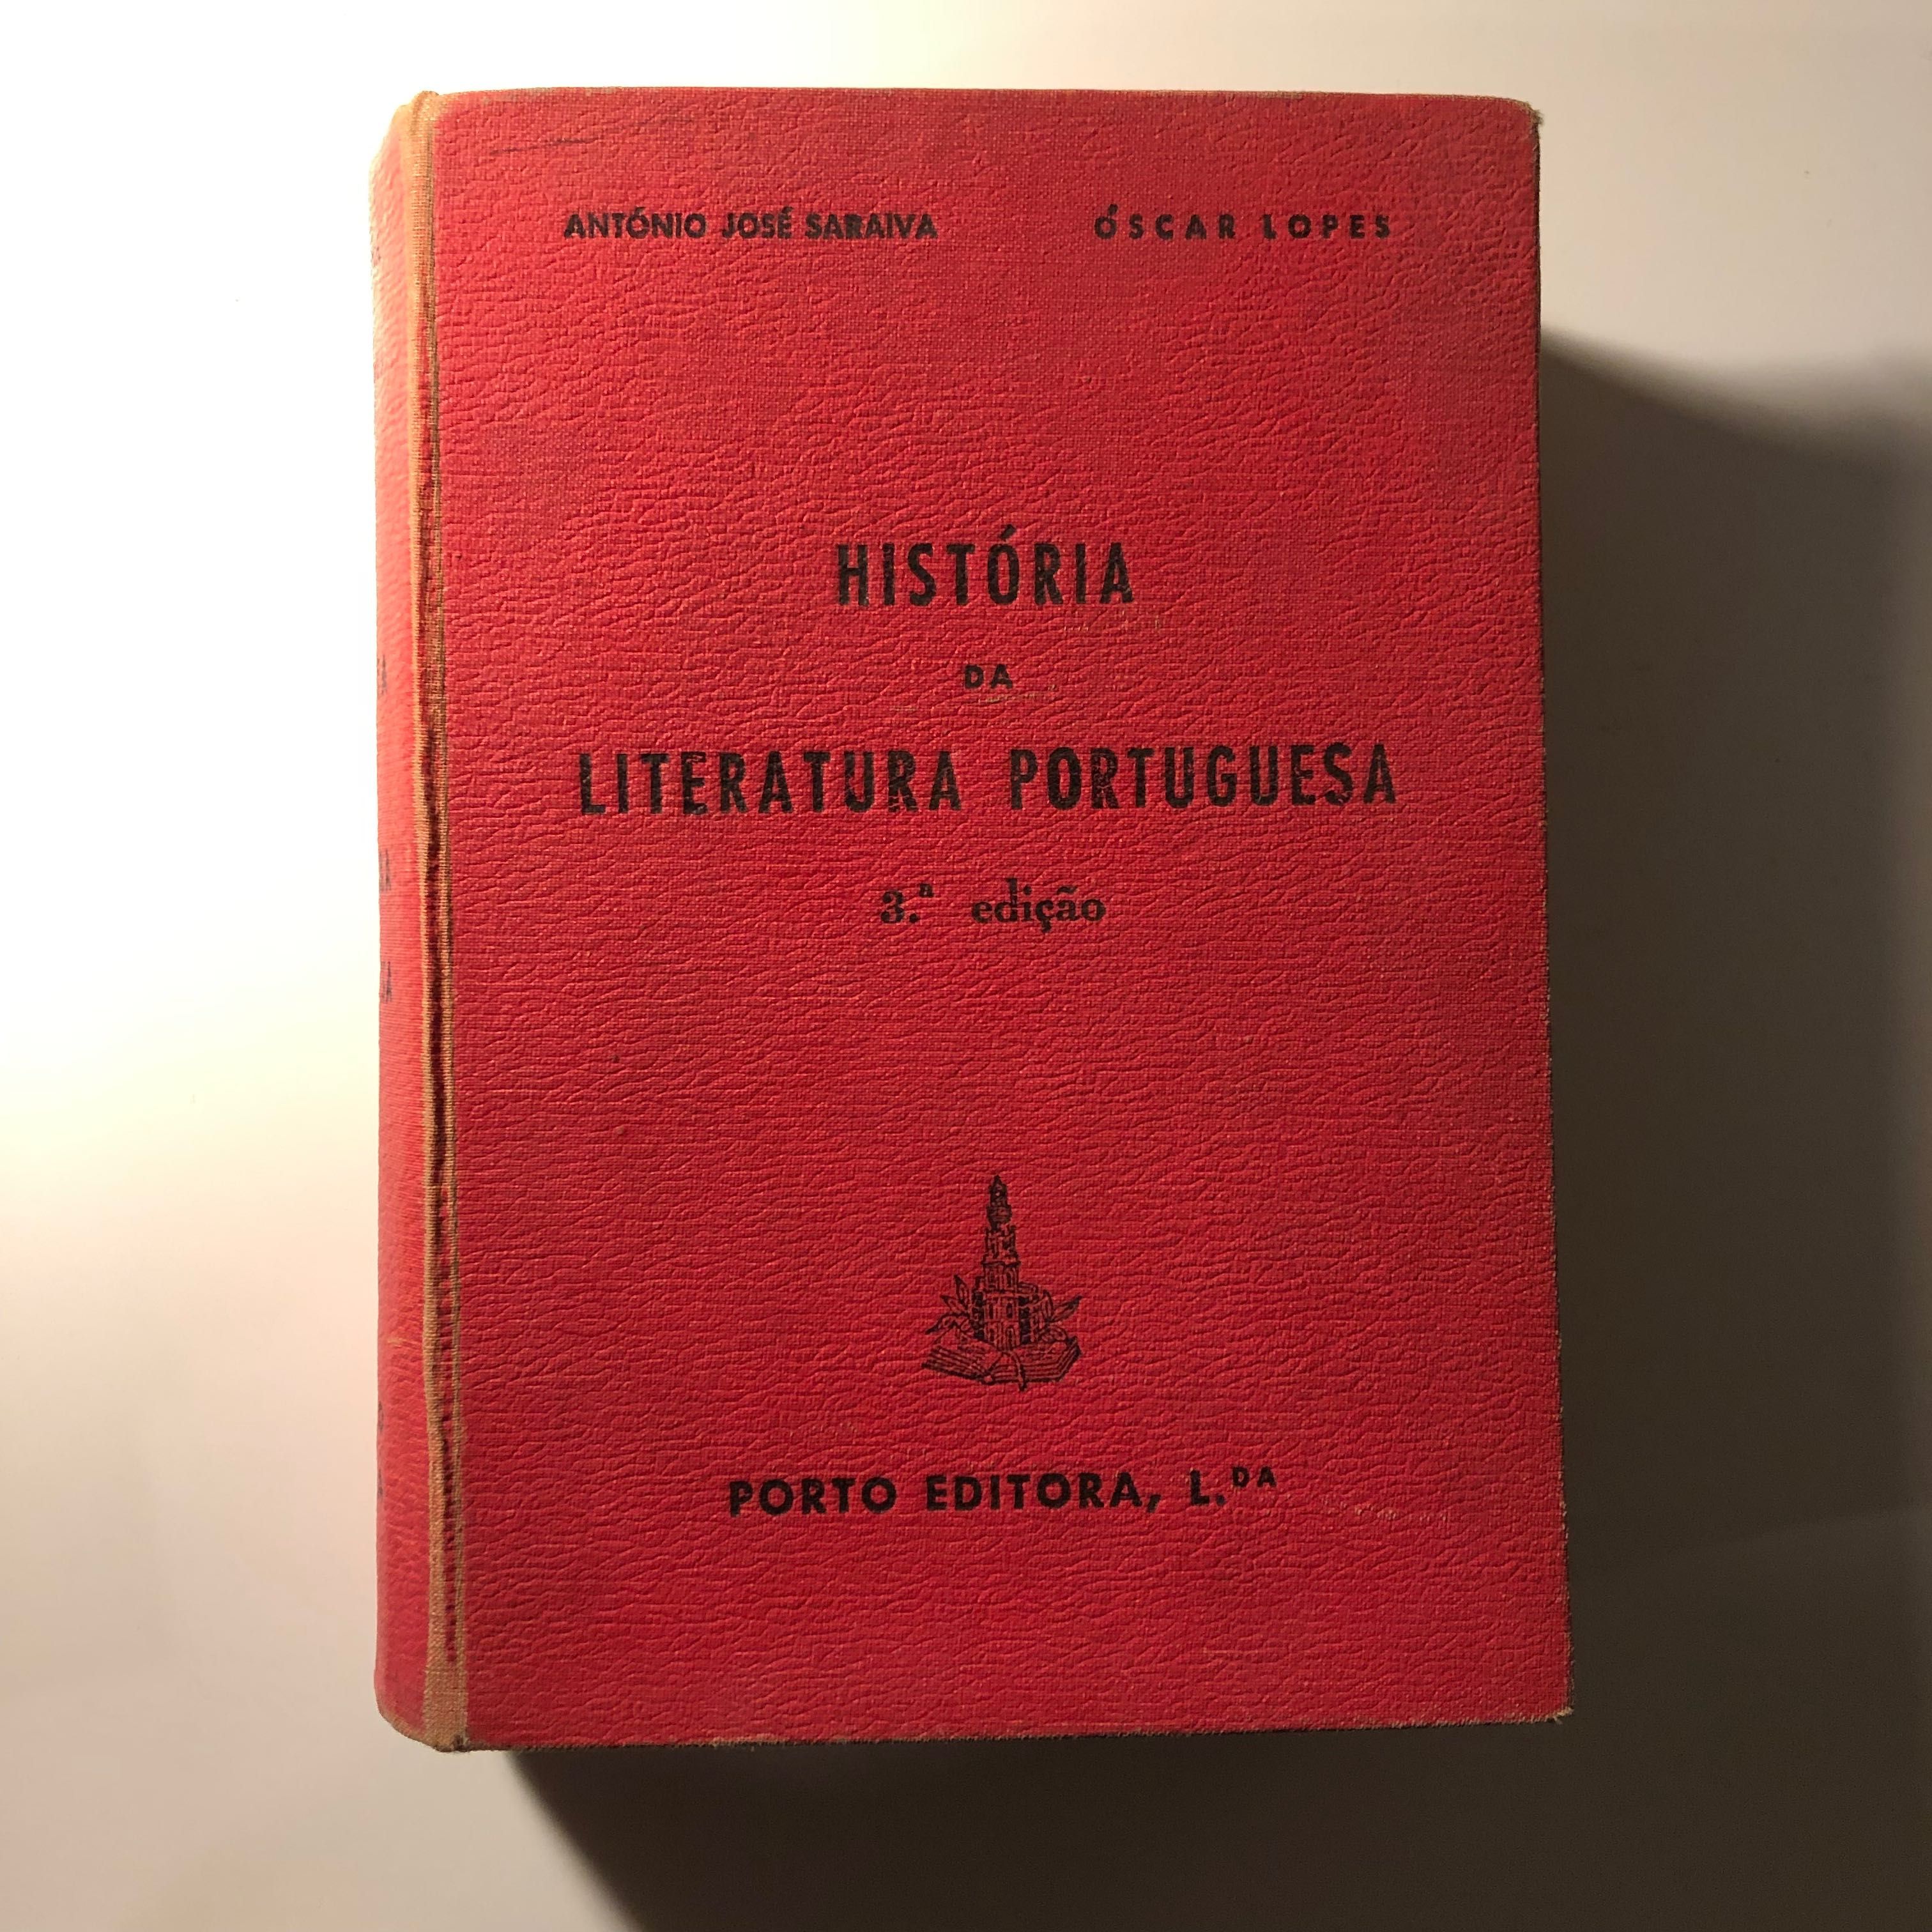 ANTÓNIO JOSÉ SARAIVA ÓSCAR LOPES
HISTÓRIA
DA
LITERATURA PORTUGUESA
3.ª edição
PORTO EDITORA, L.DA